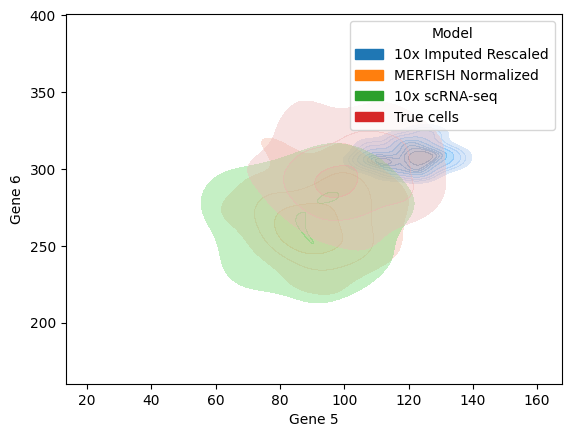 400
350
300
250
200
Gene 6
20
40
60
80
100
120
140
160
Gene 5
Model
10x Imputed Rescaled
MERFISH Normalized
10x scRNA-seq
True cells